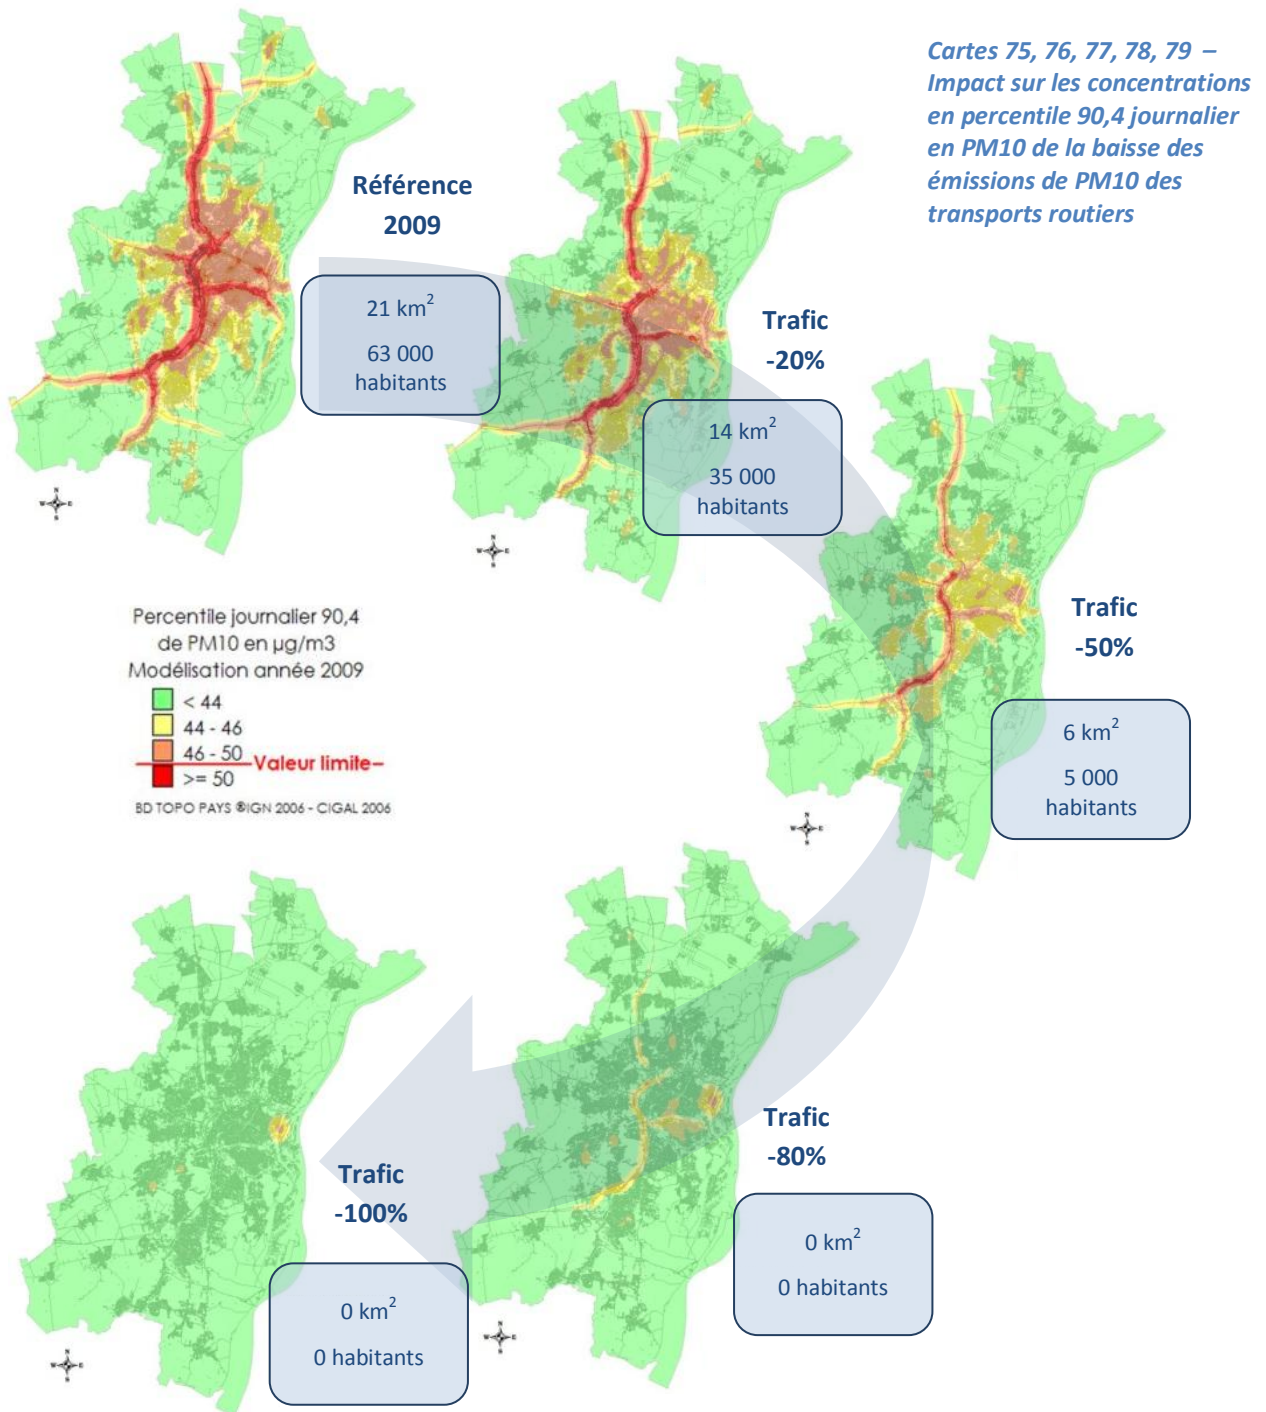 Cartes 75, 76, 77, 78, 79 –
Impact sur les concentrations
en percentile 90,4 journalier
en PM10 de la baisse des
émissions de PM10 des
transports routiers
Référence
2009
21 km²
63 000
habitants
Trafic
-20%
14 km²
35 000
habitants
Trafic
-50%
6 km²
5 000
habitants
Percentile journalier 90,4
de PM10 en µg/m3
Modélisation année 2009
< 44
44 - 46
46 - 50
Valeur limite
>= 50
BD TOPO PAYS ®IGN 2006 - CIGAL 2006
Trafic
-80%
0 km²
0 habitants
Trafic
-100%
0 km²
0 habitants
N
W E
S
N
W E
S
N
W E
S
N
W E
S
N
W E
S